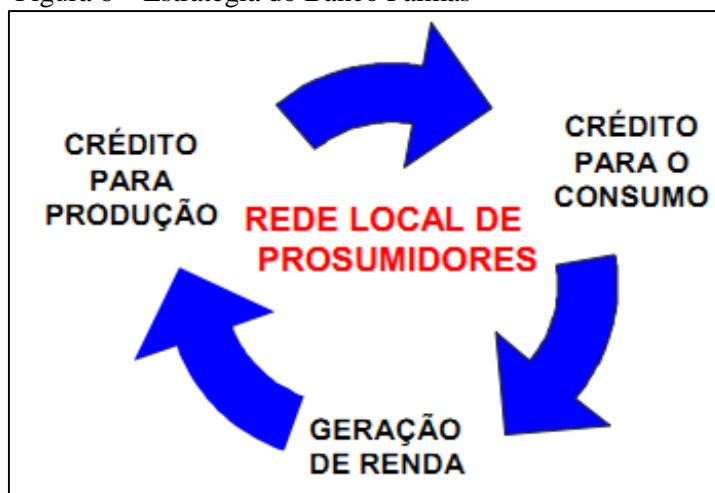 CRÉDITO
PARA
PRODUÇÃO
CRÉDITO
PARA O
CONSUMO
REDE LOCAL DE
PROSUMIDORES
GERAÇÃO
DE RENDA